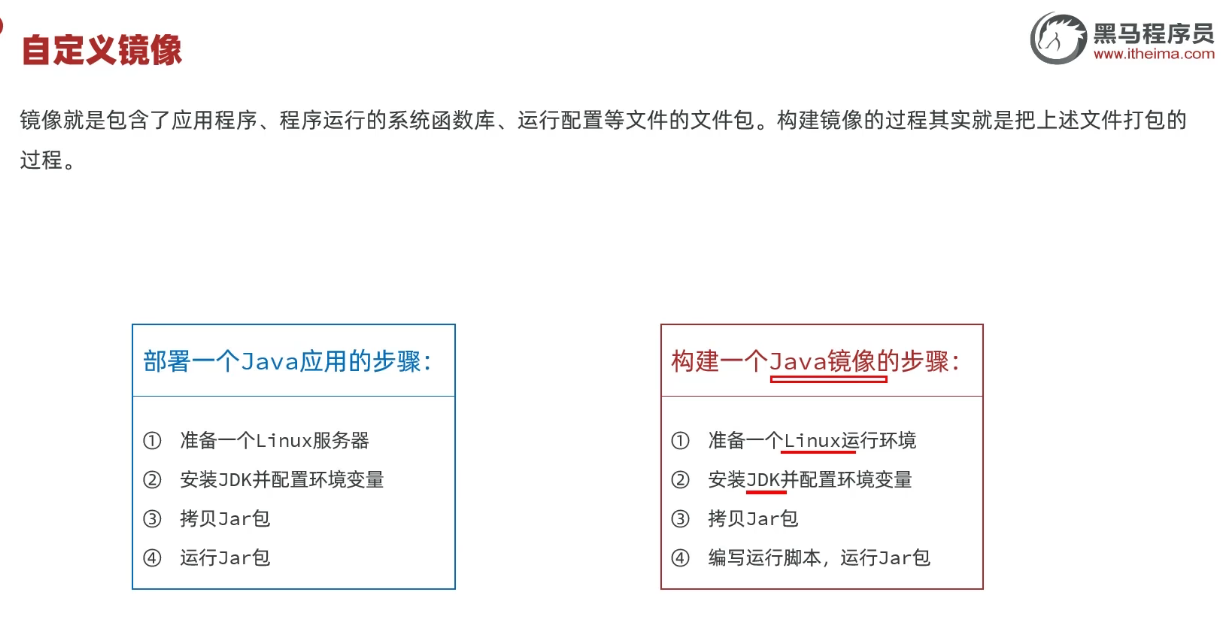 自定义镜像
黑马程序员
www.itheima.com
镜像就是包含了应用程序、程序运行的系统函数库、运行配置等文件的文件包。构建镜像的过程其实就是把上述文件打包的
过程。
部署一个Java应用的步骤：
① 准备一个Linux服务器
② 安装JDK并配置环境变量
③ 拷贝Jar包
④ 运行Jar包
构建一个Java镜像的步骤：
① 准备一个Linux运行环境
② 安装JDK并配置环境变量
③ 拷贝Jar包
④ 编写运行脚本，运行Jar包